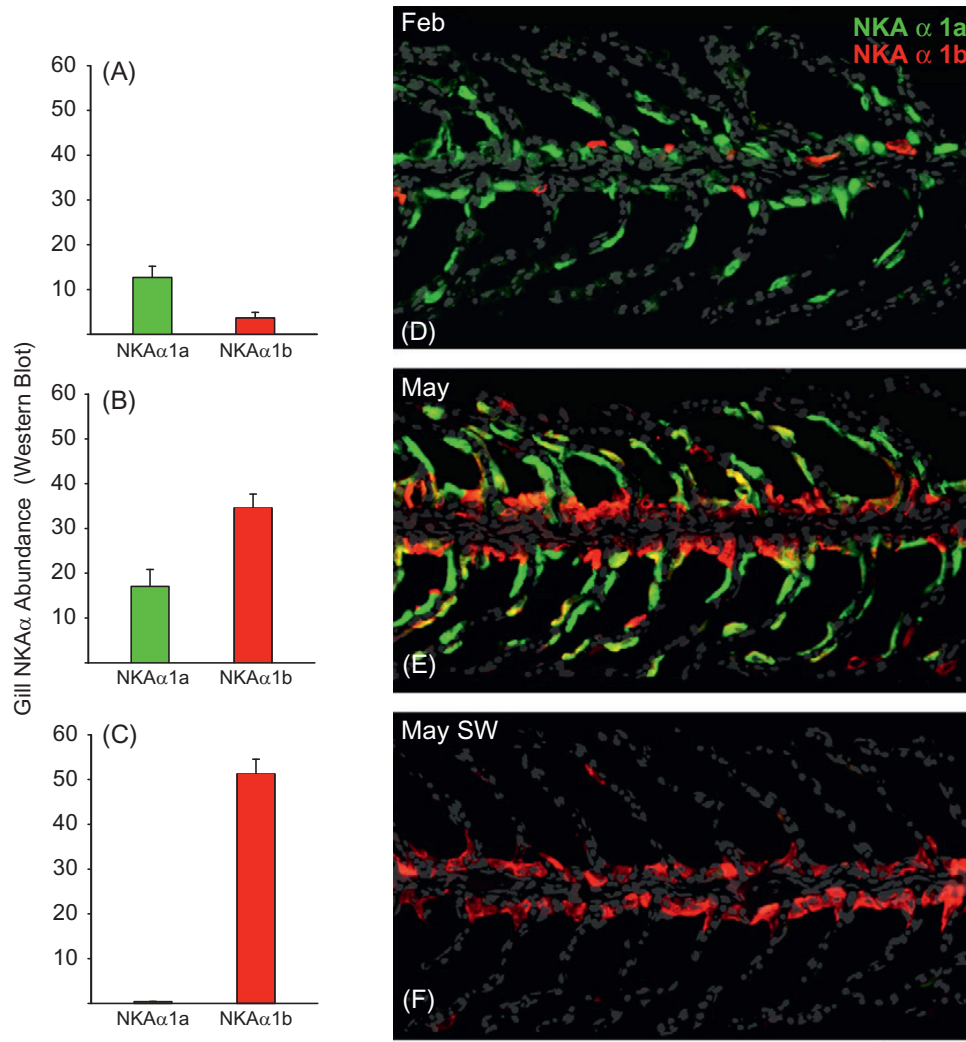 Gill NKAα Abundance (Western Blot)
(A)
60
50
40
30
20
10
NKAα1a
NKAα1b
(B)
60
50
40
30
20
10
NKAα1a
NKAα1b
(C)
60
50
40
30
20
10
NKAα1a
NKAα1b
Feb
NKA α 1a
NKA α 1b
(D)
May
(E)
May SW
(F)